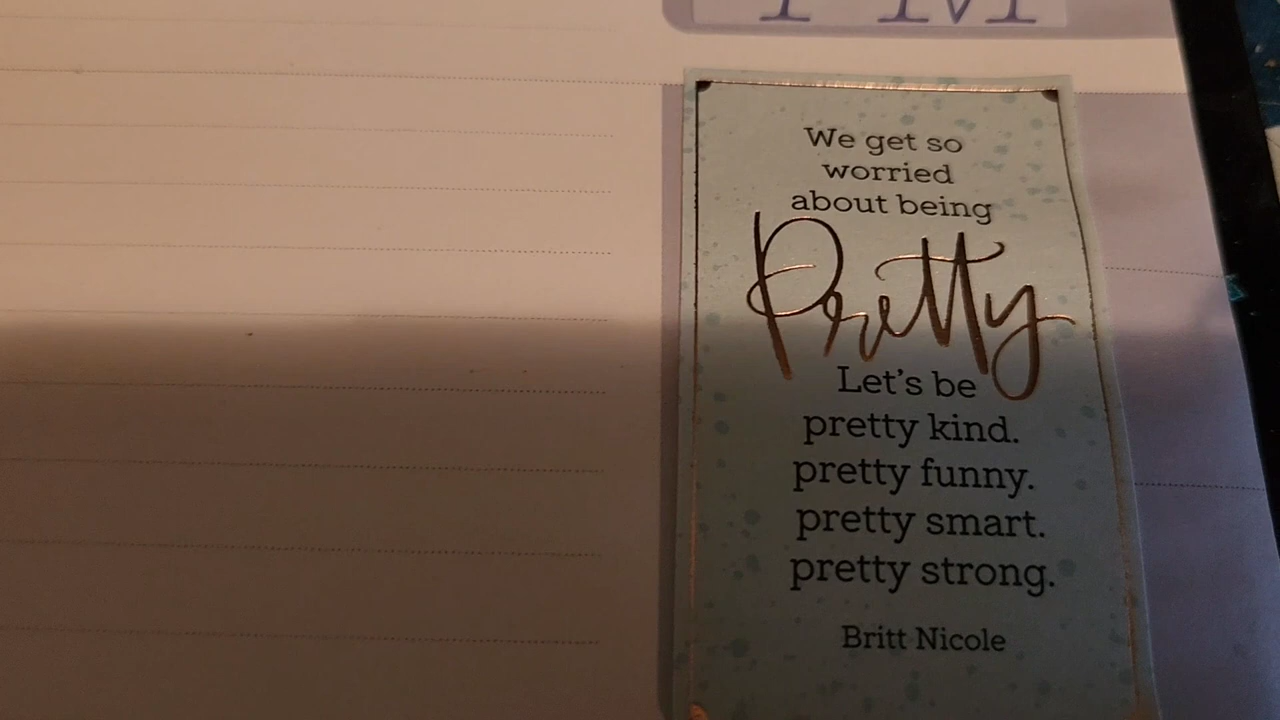 PM
We get so
worried
about being
Pretty
Let's be
pretty kind.
pretty funny.
pretty smart.
pretty strong.
Britt Nicole